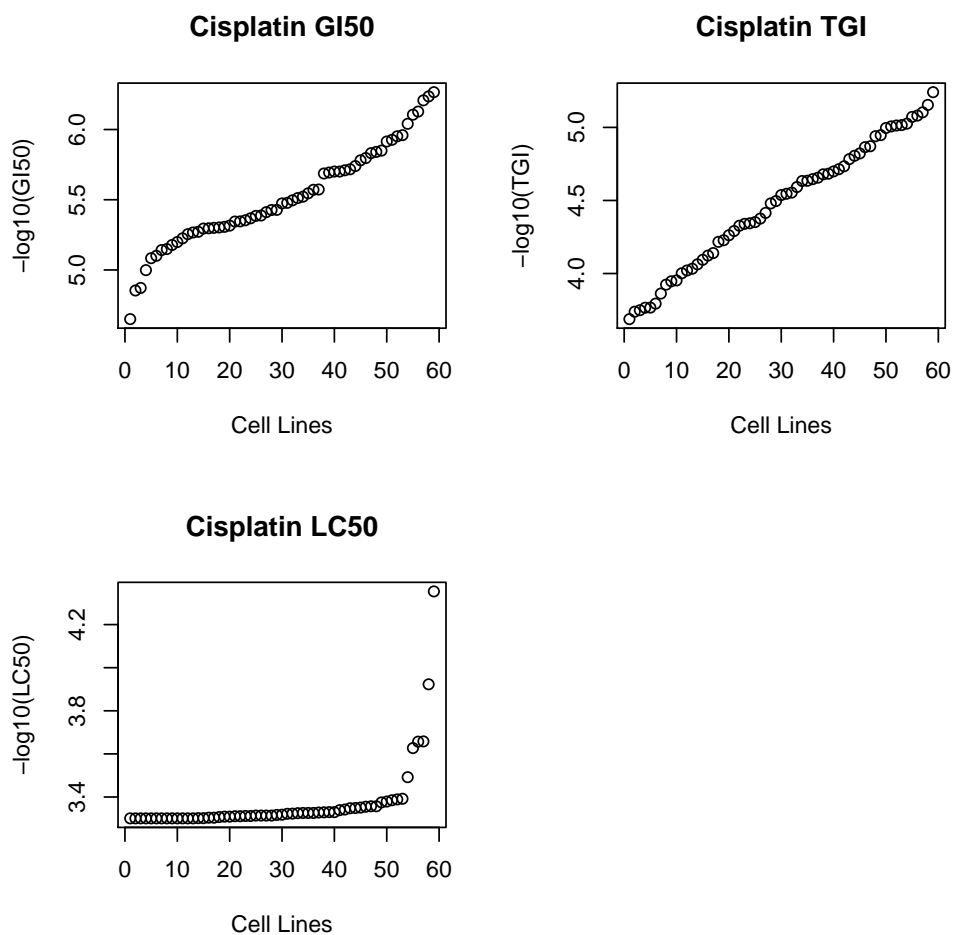 Cisplatin GI50
−log10(GI50)
6.0
5.5
5.0
0 10 20 30 40 50 60
Cell Lines
Cisplatin TGI
−log10(TGI)
5.0
4.5
4.0
0 10 20 30 40 50 60
Cell Lines
Cisplatin LC50
−log10(LC50)
4.2
3.8
3.4
0 10 20 30 40 50 60
Cell Lines